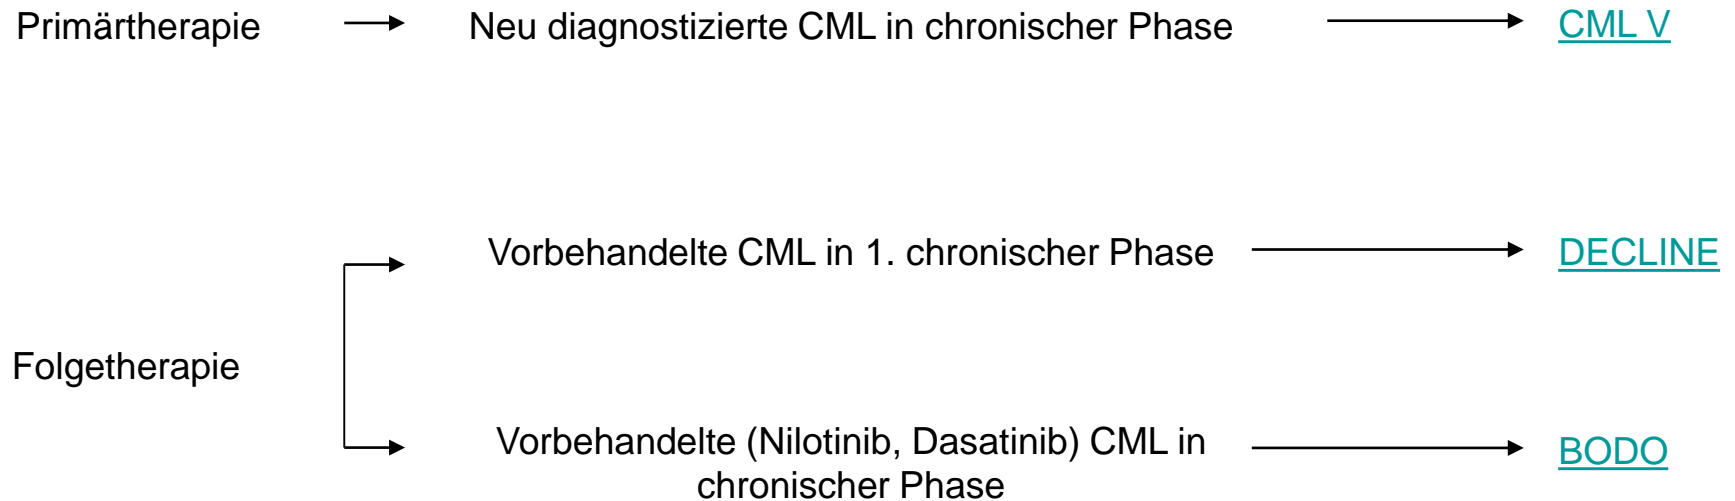 Primärtherapie
Neu diagnostizierte CML in chronischer Phase
CML V
Vorbehandelte CML in 1. chronischer Phase
DECLINE
Folgetherapie
Vorbehandelte (Nilotinib, Dasatinib) CML in
chronischer Phase
BODO